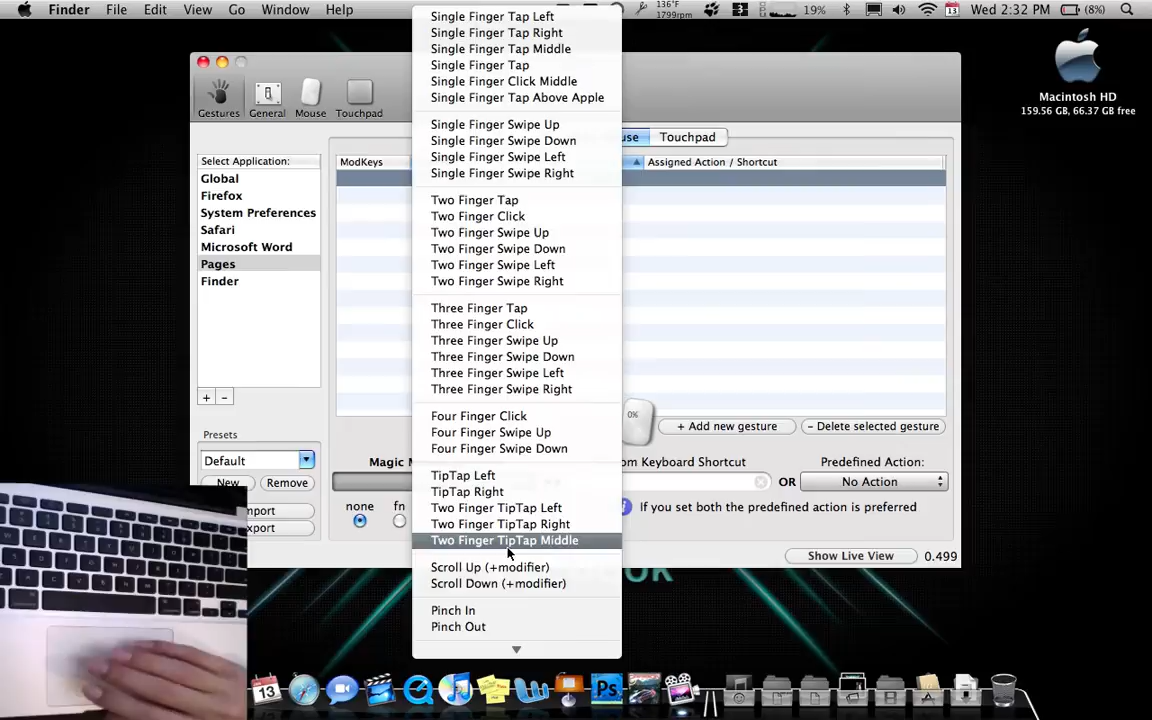 Finder File Edit View Go Window Help
136°F
1799rpm
3
19%
13
Wed 2:32 PM
(8%)
Macintosh HD
159.56 GB, 66.37 GB free
Gestures General Mouse Touchpad
use Touchpad
Select Application:
Global
Firefox
System Preferences
Safari
Microsoft Word
Pages
Finder
+ -
Presets
Default
New Remove
mport
xport
ModKeys
Assigned Action / Shortcut
Single Finger Tap Left
Single Finger Tap Right
Single Finger Tap Middle
Single Finger Tap
Single Finger Click Middle
Single Finger Tap Above Apple
Single Finger Swipe Up
Single Finger Swipe Down
Single Finger Swipe Left
Single Finger Swipe Right
Two Finger Tap
Two Finger Click
Two Finger Swipe Up
Two Finger Swipe Down
Two Finger Swipe Left
Two Finger Swipe Right
Three Finger Tap
Three Finger Click
Three Finger Swipe Up
Three Finger Swipe Down
Three Finger Swipe Left
Three Finger Swipe Right
Four Finger Click
Four Finger Swipe Up
Four Finger Swipe Down
TipTap Left
TipTap Right
Two Finger TipTap Left
Two Finger TipTap Right
Two Finger TipTap Middle
Scroll Up (+modifier)
Scroll Down (+modifier)
Pinch In
Pinch Out
0%
+ Add new gesture
- Delete selected gesture
Magic M
om Keyboard Shortcut
Predefined Action:
OR
No Action
none fn
If you set both the predefined action is preferred
Show Live View
0.499
OOK
13
Ps